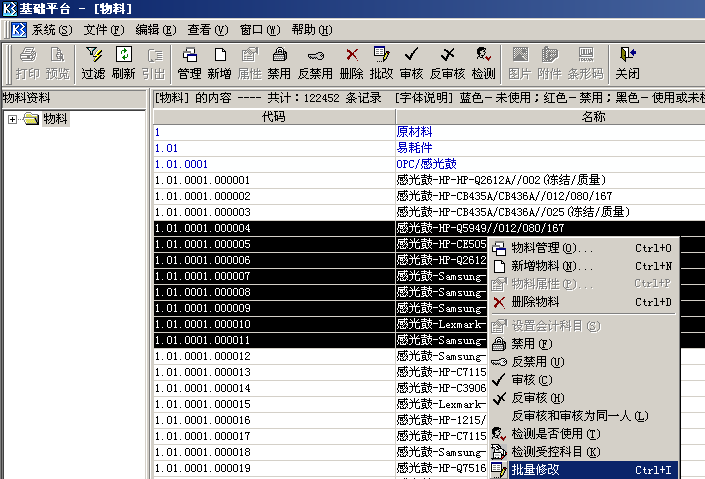 基础平台 - [物料]
系统(S) 文件(F) 编辑(E) 查看(V) 窗口(W) 帮助(H)
打印 预览 过滤 刷新 引出 管理 新增 属性 禁用 反禁用 删除 批改 审核 反审核 检测 图片 附件 条形码 关闭
物料资料
物料
[物料] 的内容 ---- 共计：122452 条记录 [字体说明] 蓝色－未使用；红色－禁用；黑色－使用或未检
代码 名称
1 原材料
1.01 易耗件
1.01.0001 OPC/感光鼓
1.01.0001.000001 感光鼓-HP-HP-Q2612A//002(冻结/质量)
1.01.0001.000002 感光鼓-HP-CB435A/CB436A//012/080/167
1.01.0001.000003 感光鼓-HP-CB435A/CB436A//025(冻结/质量)
1.01.0001.000004 感光鼓-HP-Q5949//012/080/167
1.01.0001.000005 感光鼓-HP-CE505
1.01.0001.000006 感光鼓-HP-Q2612
1.01.0001.000007 感光鼓-Samsung-
1.01.0001.000008 感光鼓-Samsung-
1.01.0001.000009 感光鼓-Samsung-
1.01.0001.000010 感光鼓-Lexmark-
1.01.0001.000011 感光鼓-Samsung-
1.01.0001.000012 感光鼓-Samsung-
1.01.0001.000013 感光鼓-HP-C7115
1.01.0001.000014 感光鼓-HP-C3906
1.01.0001.000015 感光鼓-Lexmark-
1.01.0001.000016 感光鼓-HP-1215/
1.01.0001.000017 感光鼓-HP-C7115
1.01.0001.000018 感光鼓-Samsung-
1.01.0001.000019 感光鼓-HP-Q7516
物料管理(O)... Ctrl+O
新增物料(N)... Ctrl+N
物料属性(P)... Ctrl+P
删除物料 Ctrl+D
设置会计科目(S)
禁用(F)
反禁用(U)
审核(C)
反审核(H)
反审核和审核为同一人(L)
检测是否使用(T)
检测受控科目(K)
批量修改 Ctrl+I